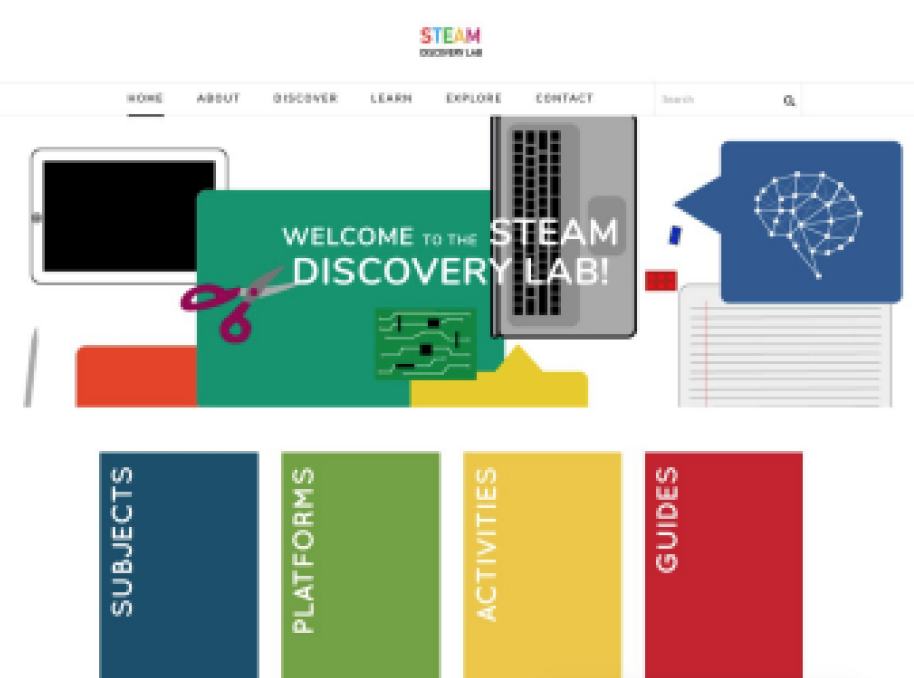 STEAM
DISCOVERY LAB
HOME ABOUT DISCOVER LEARN EXPLORE CONTACT Search
WELCOME TO THE STEAM
DISCOVERY LAB!
SUBJECTS
PLATFORMS
ACTIVITIES
GUIDES